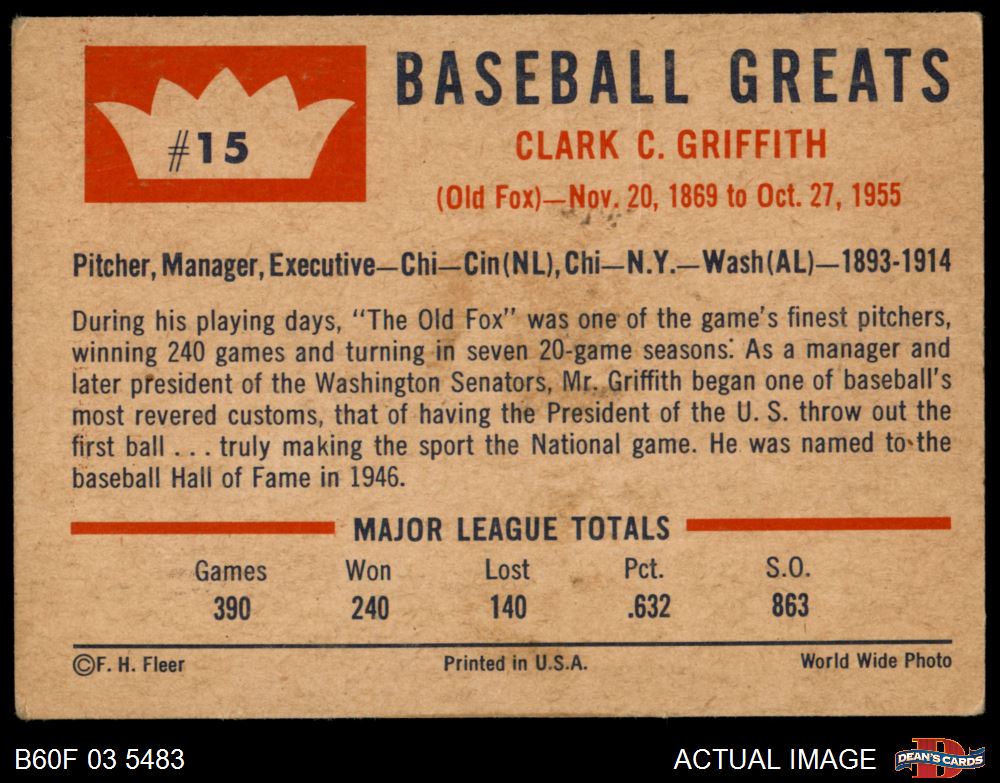 #15
BASEBALL GREATS
CLARK C. GRIFFITH
(Old Fox)—Nov. 20, 1869 to Oct. 27, 1955
Pitcher, Manager, Executive—Chi—Cin(NL), Chi—N.Y.—Wash(AL)—1893-1914
During his playing days, “The Old Fox” was one of the game’s finest pitchers,
winning 240 games and turning in seven 20-game seasons. As a manager and
later president of the Washington Senators, Mr. Griffith began one of baseball’s
most revered customs, that of having the President of the U. S. throw out the
first ball . . . truly making the sport the National game. He was named to the
baseball Hall of Fame in 1946.
MAJOR LEAGUE TOTALS
Games Won Lost Pct. S.O.
390 240 140 .632 863
©F. H. Fleer Printed in U.S.A. World Wide Photo
B60F 03 5483 ACTUAL IMAGE D DEAN'S CARDS